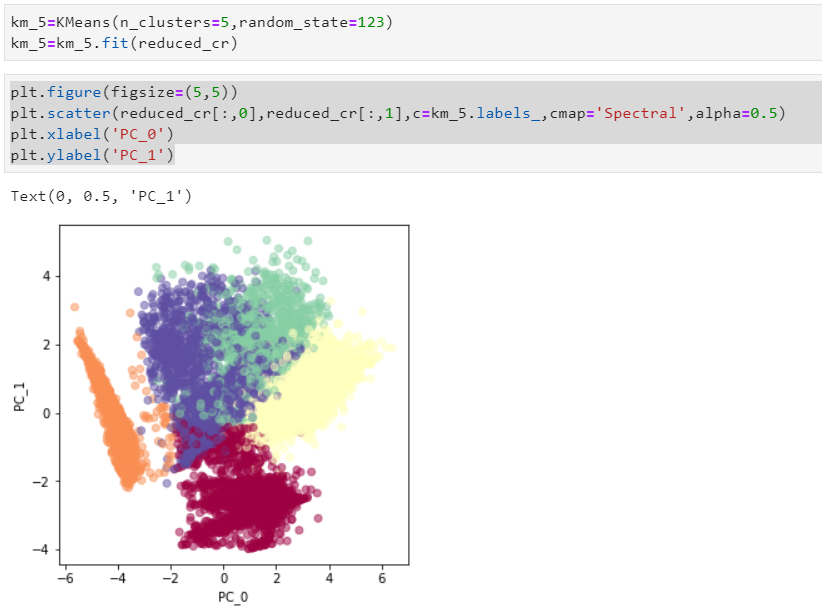 km_5=KMeans(n_clusters=5,random_state=123)
km_5=km_5.fit(reduced_cr)
plt.figure(figsize=(5,5))
plt.scatter(reduced_cr[:,0],reduced_cr[:,1],c=km_5.labels_,cmap='Spectral',alpha=0.5)
plt.xlabel('PC_0')
plt.ylabel('PC_1')
Text(0, 0.5, 'PC_1')
4
2
0
−2
−4
PC_1
−6 −4 −2 0 2 4 6
PC_0